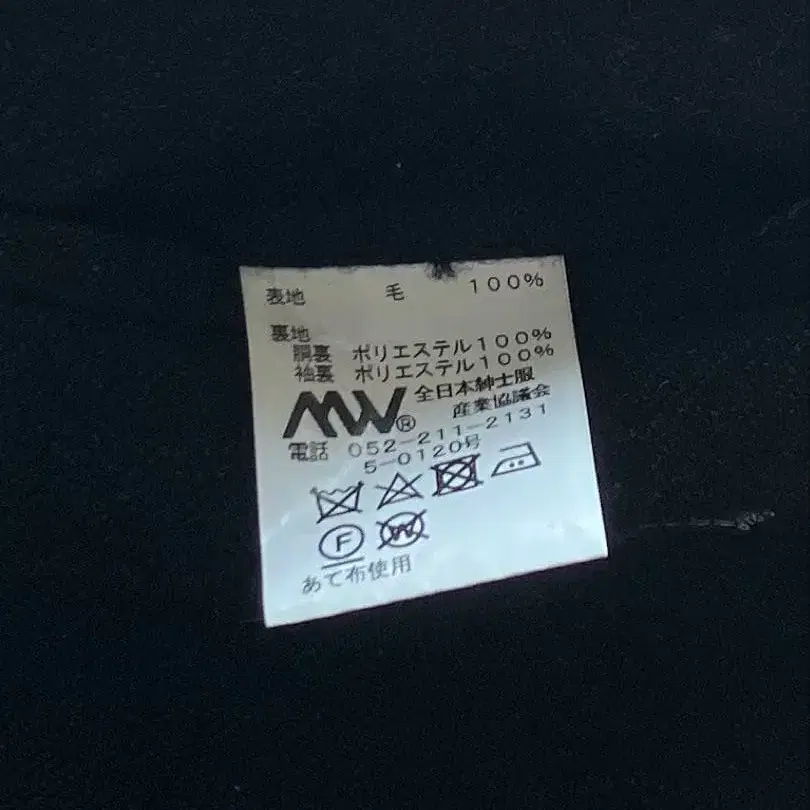 表地 毛 100%
裏地
胴裏 ポリエステル100%
袖裏 ポリエステル100%
MW® 全日本紳士服
産業協議会
電話 052-211-2131
5-0120号
F W
あて布使用